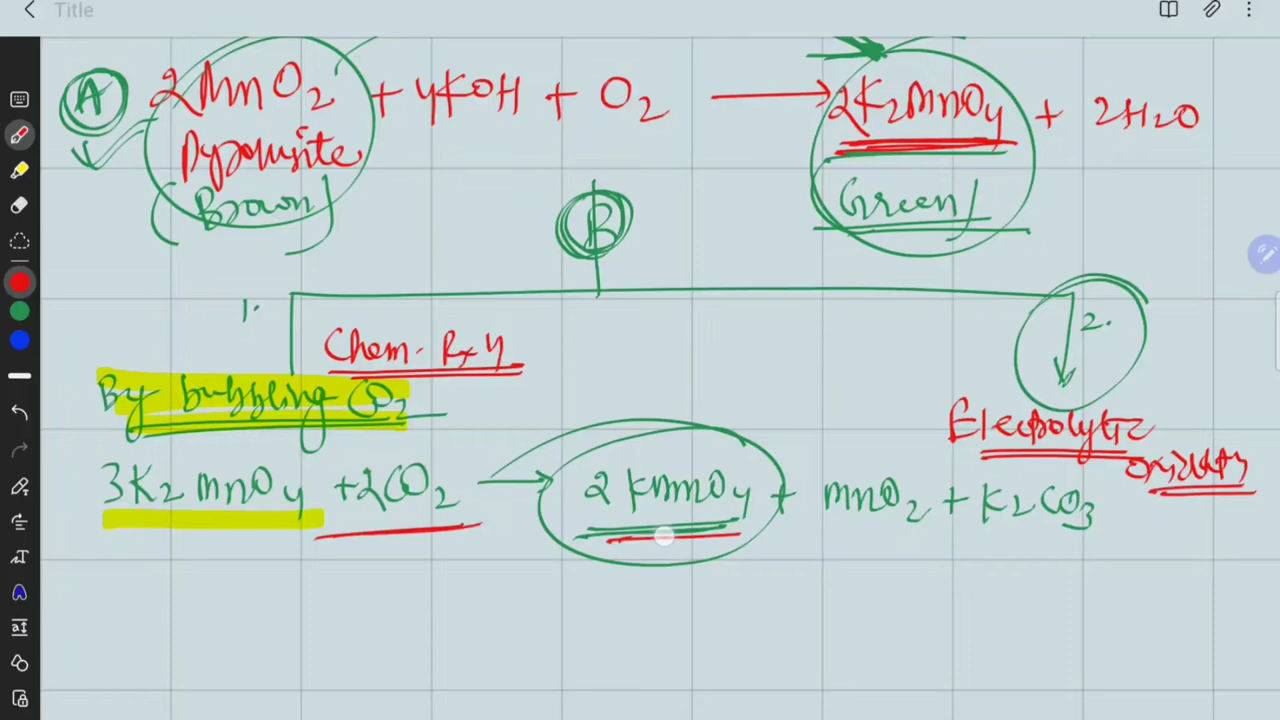 Title
A 2MnO2 + 4KOH + O2 → 2K2MnO4 + 2H2O
Pyrolusite
(Brown)
Green
B
1.
2.
Chem. Rxn
By bubbling CO2
Electrolytic
3K2MnO4 + 2CO2 → 2KMnO4 + MnO2 + K2CO3